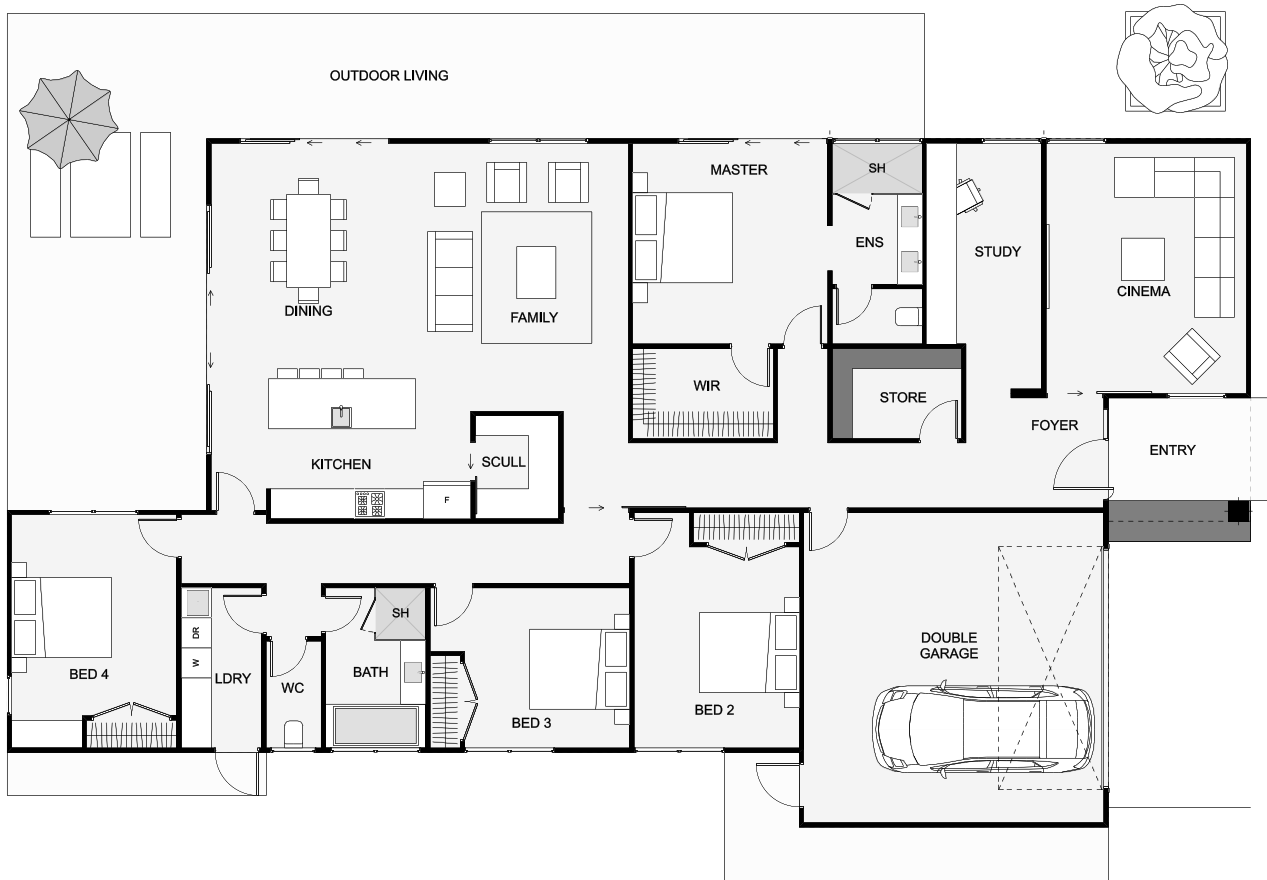 OUTDOOR LIVING
MASTER
SH
ENS
STUDY
CINEMA
DINING
FAMILY
WIR
STORE
FOYER
ENTRY
KITCHEN
SCULL
F
SH
DR
W
BED 4
LDRY
WC
BATH
BED 3
BED 2
DOUBLE
GARAGE